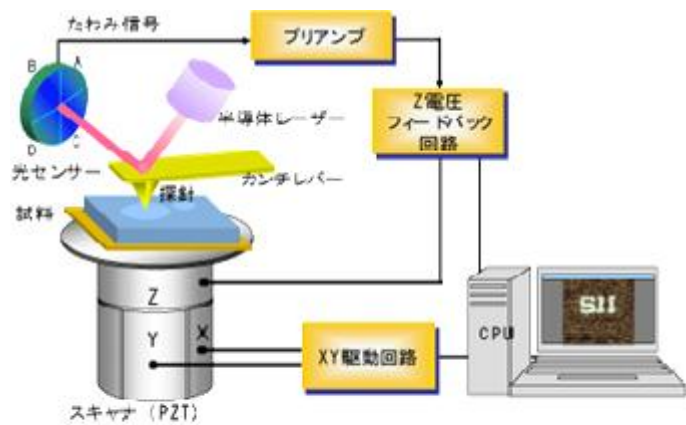 たわみ信号
プリアンプ
B
A
D
C
半導体レーザー
Z電圧
フィードバック
回路
光センサー
カンチレバー
探針
試料
Z
Y
X
XY駆動回路
CPU
SII
スキャナ (PZT)